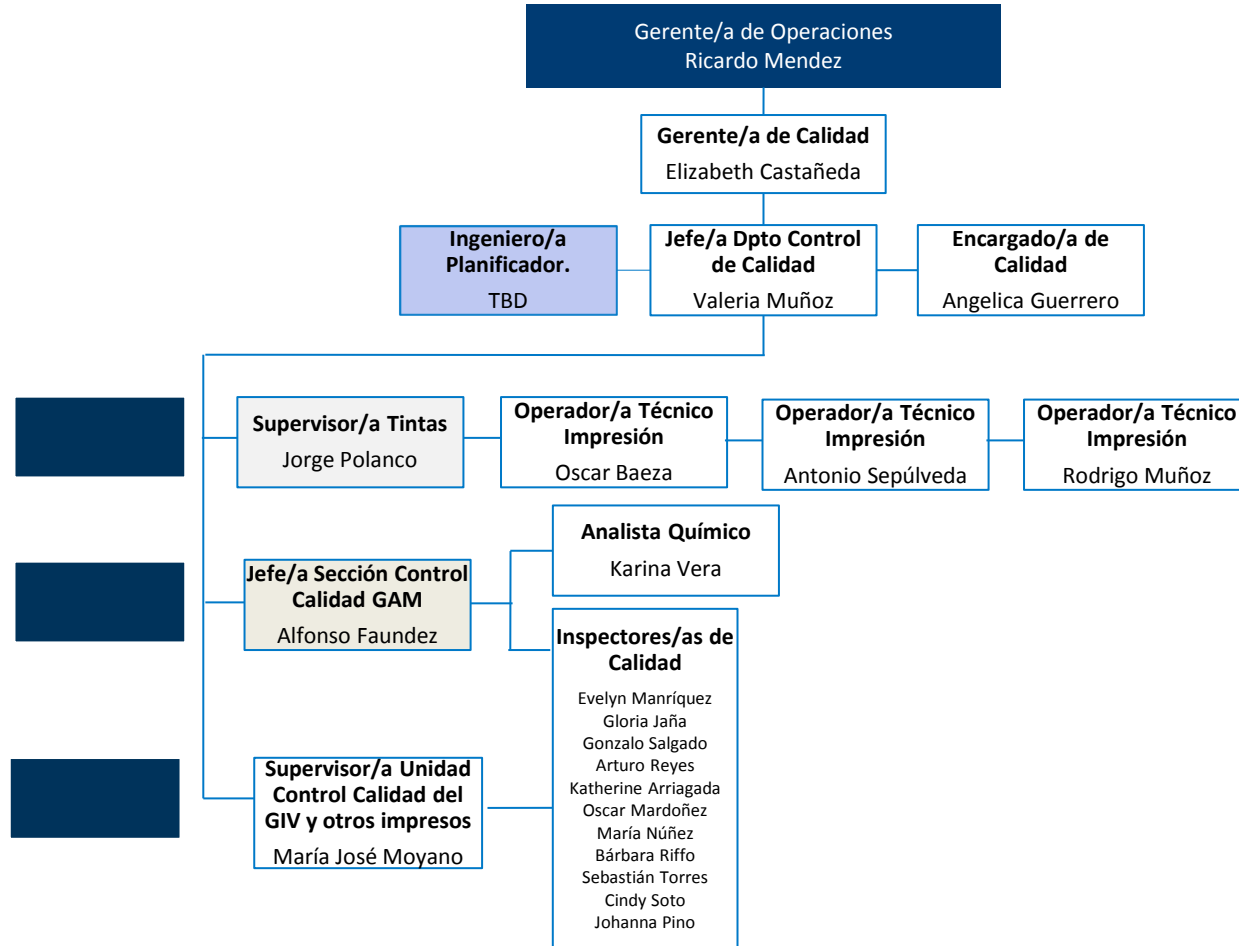 Gerente/a de Operaciones
Ricardo Mendez
Gerente/a de Calidad
Elizabeth Castañeda
Ingeniero/a
Planificador.
TBD
Jefe/a Dpto Control
de Calidad
Valeria Muñoz
Encargado/a de
Calidad
Angelica Guerrero
Supervisor/a Tintas
Jorge Polanco
Operador/a Técnico
Impresión
Oscar Baeza
Operador/a Técnico
Impresión
Antonio Sepúlveda
Operador/a Técnico
Impresión
Rodrigo Muñoz
Analista Químico
Karina Vera
Jefe/a Sección Control
Calidad GAM
Alfonso Faundez
Inspectores/as de
Calidad
Evelyn Manríquez
Gloria Jaña
Gonzalo Salgado
Arturo Reyes
Katherine Arriagada
Oscar Mardoñez
María Núñez
Bárbara Riffo
Sebastián Torres
Cindy Soto
Johanna Pino
Supervisor/a Unidad
Control Calidad del
GIV y otros impresos
María José Moyano